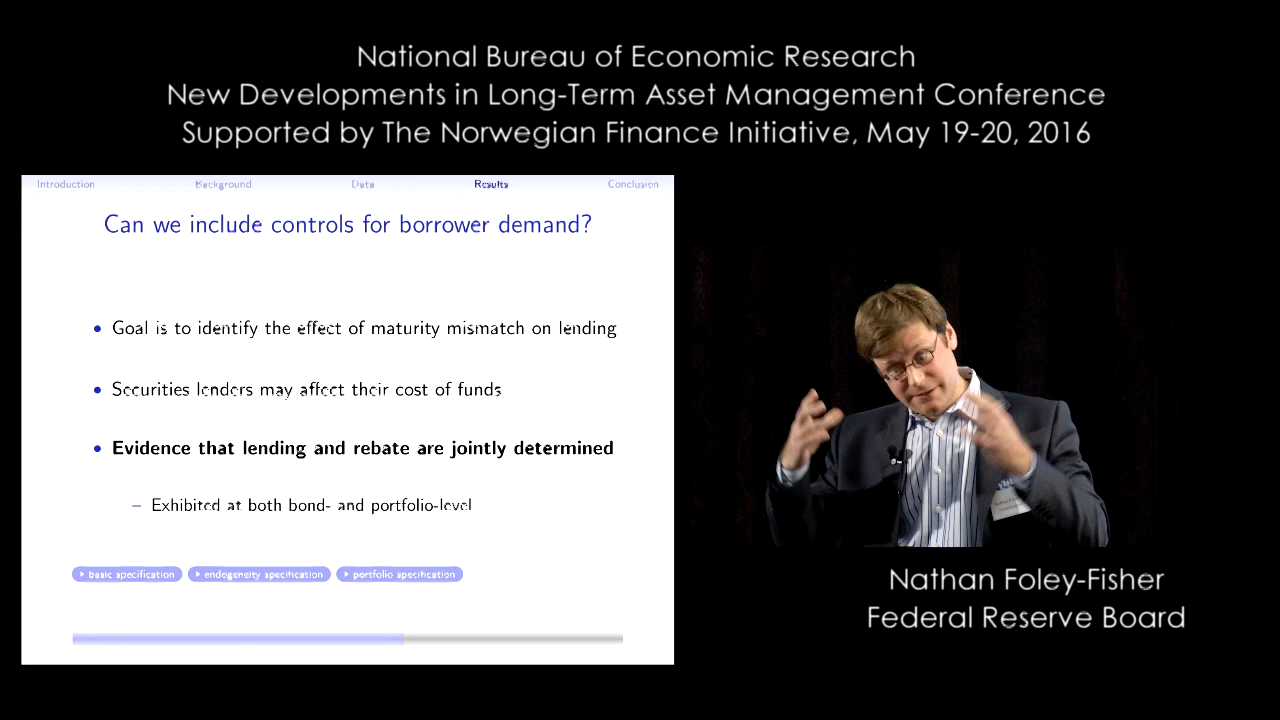 National Bureau of Economic Research
New Developments in Long-Term Asset Management Conference
Supported by The Norwegian Finance Initiative, May 19-20, 2016
Introduction Background Data Results Conclusion
Can we include controls for borrower demand?
• Goal is to identify the effect of maturity mismatch on lending
• Securities lenders may affect their cost of funds
• Evidence that lending and rebate are jointly determined
– Exhibited at both bond- and portfolio-level
basic specification endogeneity specification portfolio specification
Nathan Foley-Fisher
Federal Reserve Board